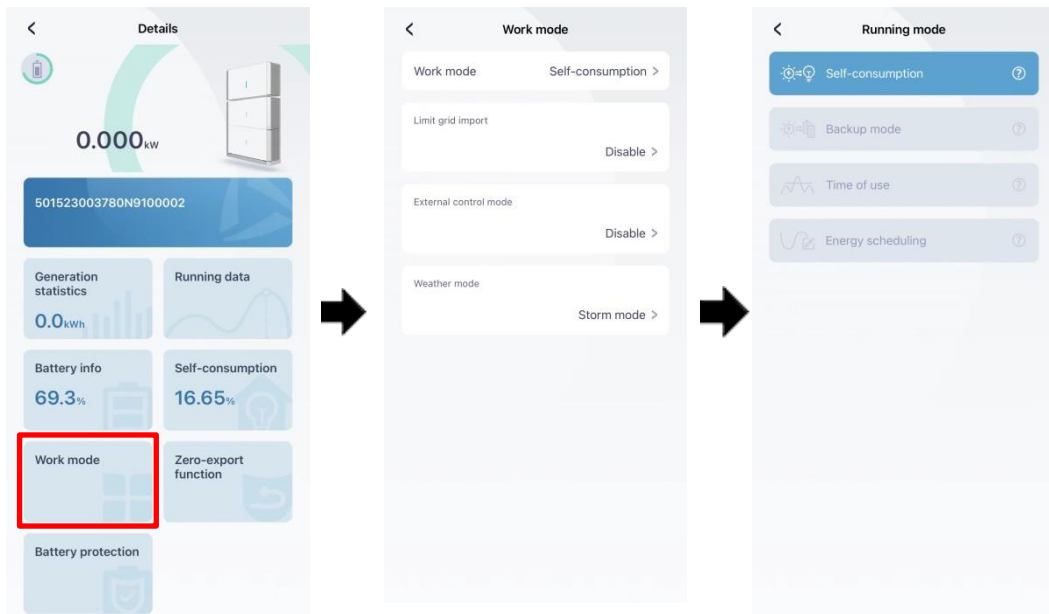 Details
0.000kW
501523003780N9100002
Generation
statistics
0.0kWh
Running data
Battery info
69.3%
Self-consumption
16.65%
Work mode
Zero-export
function
Battery protection
Work mode
Work mode
Self-consumption >
Limit grid import
Disable >
External control mode
Disable >
Weather mode
Storm mode >
Running mode
Self-consumption
Backup mode
Time of use
Energy scheduling